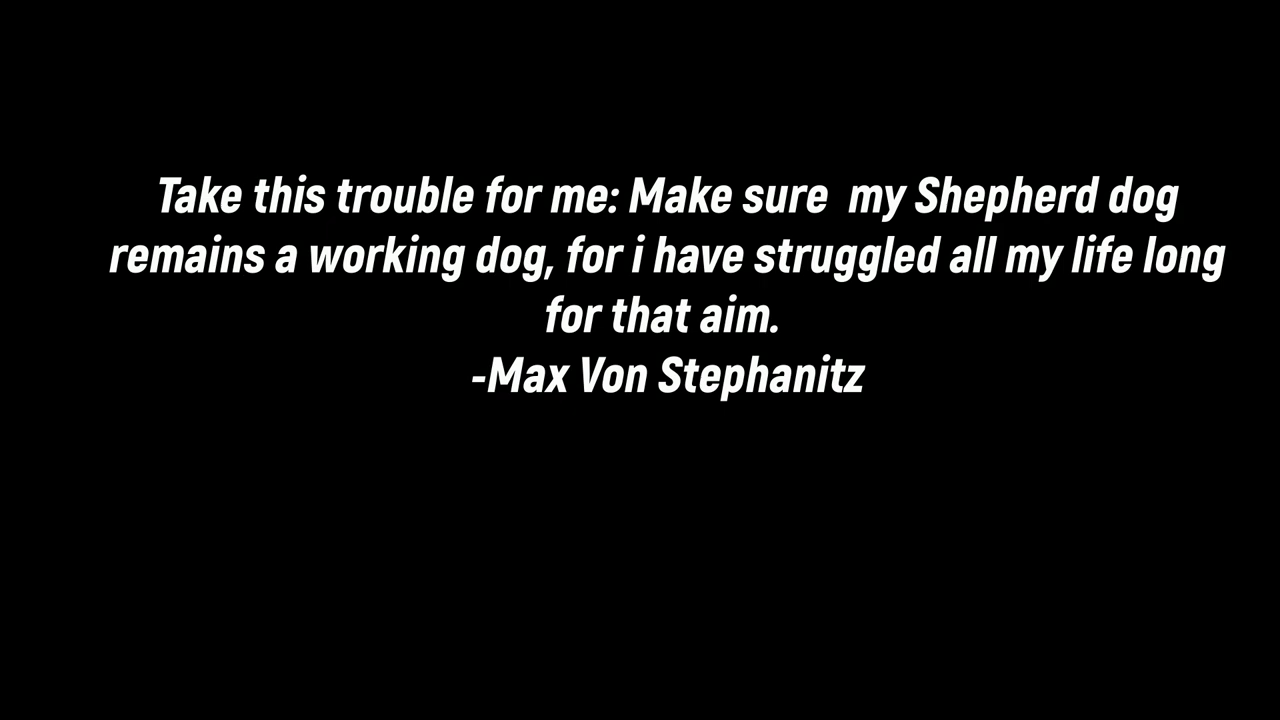 Take this trouble for me: Make sure  my Shepherd dog
remains a working dog, for i have struggled all my life long
for that aim.
-Max Von Stephanitz